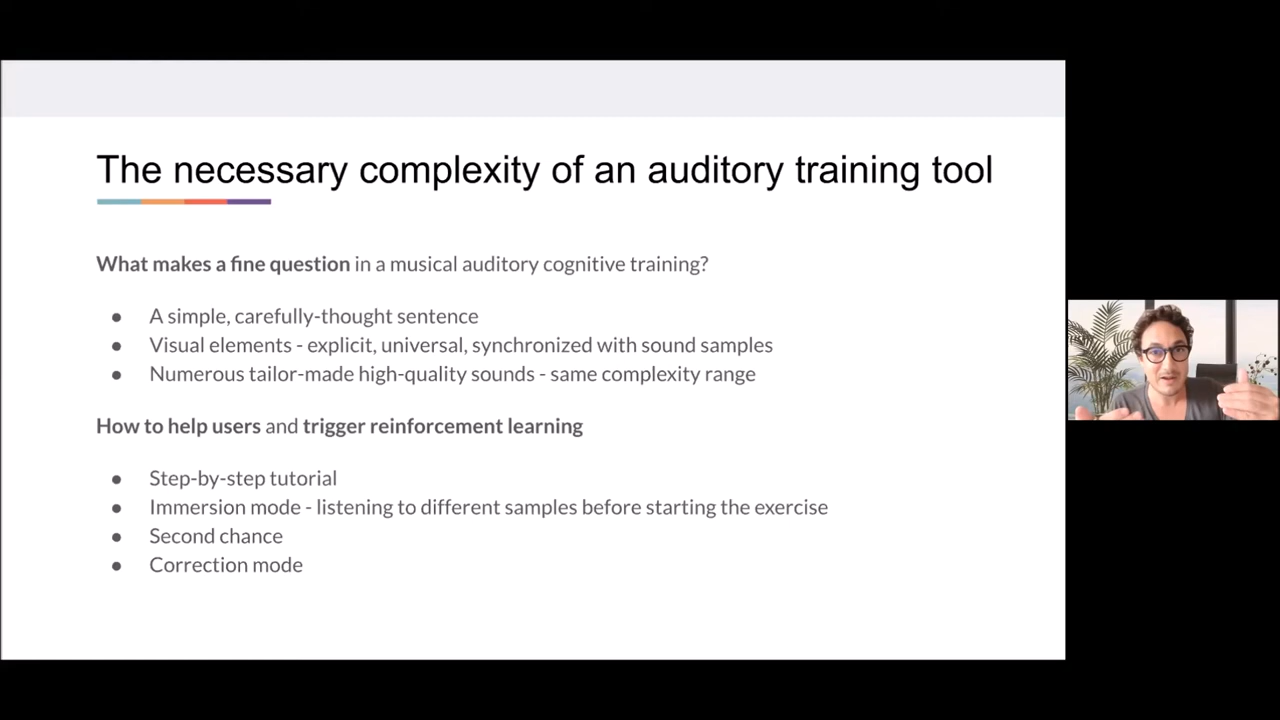 The necessary complexity of an auditory training tool
What makes a fine question in a musical auditory cognitive training?
● A simple, carefully-thought sentence
● Visual elements - explicit, universal, synchronized with sound samples
● Numerous tailor-made high-quality sounds - same complexity range
How to help users and trigger reinforcement learning
● Step-by-step tutorial
● Immersion mode - listening to different samples before starting the exercise
● Second chance
● Correction mode